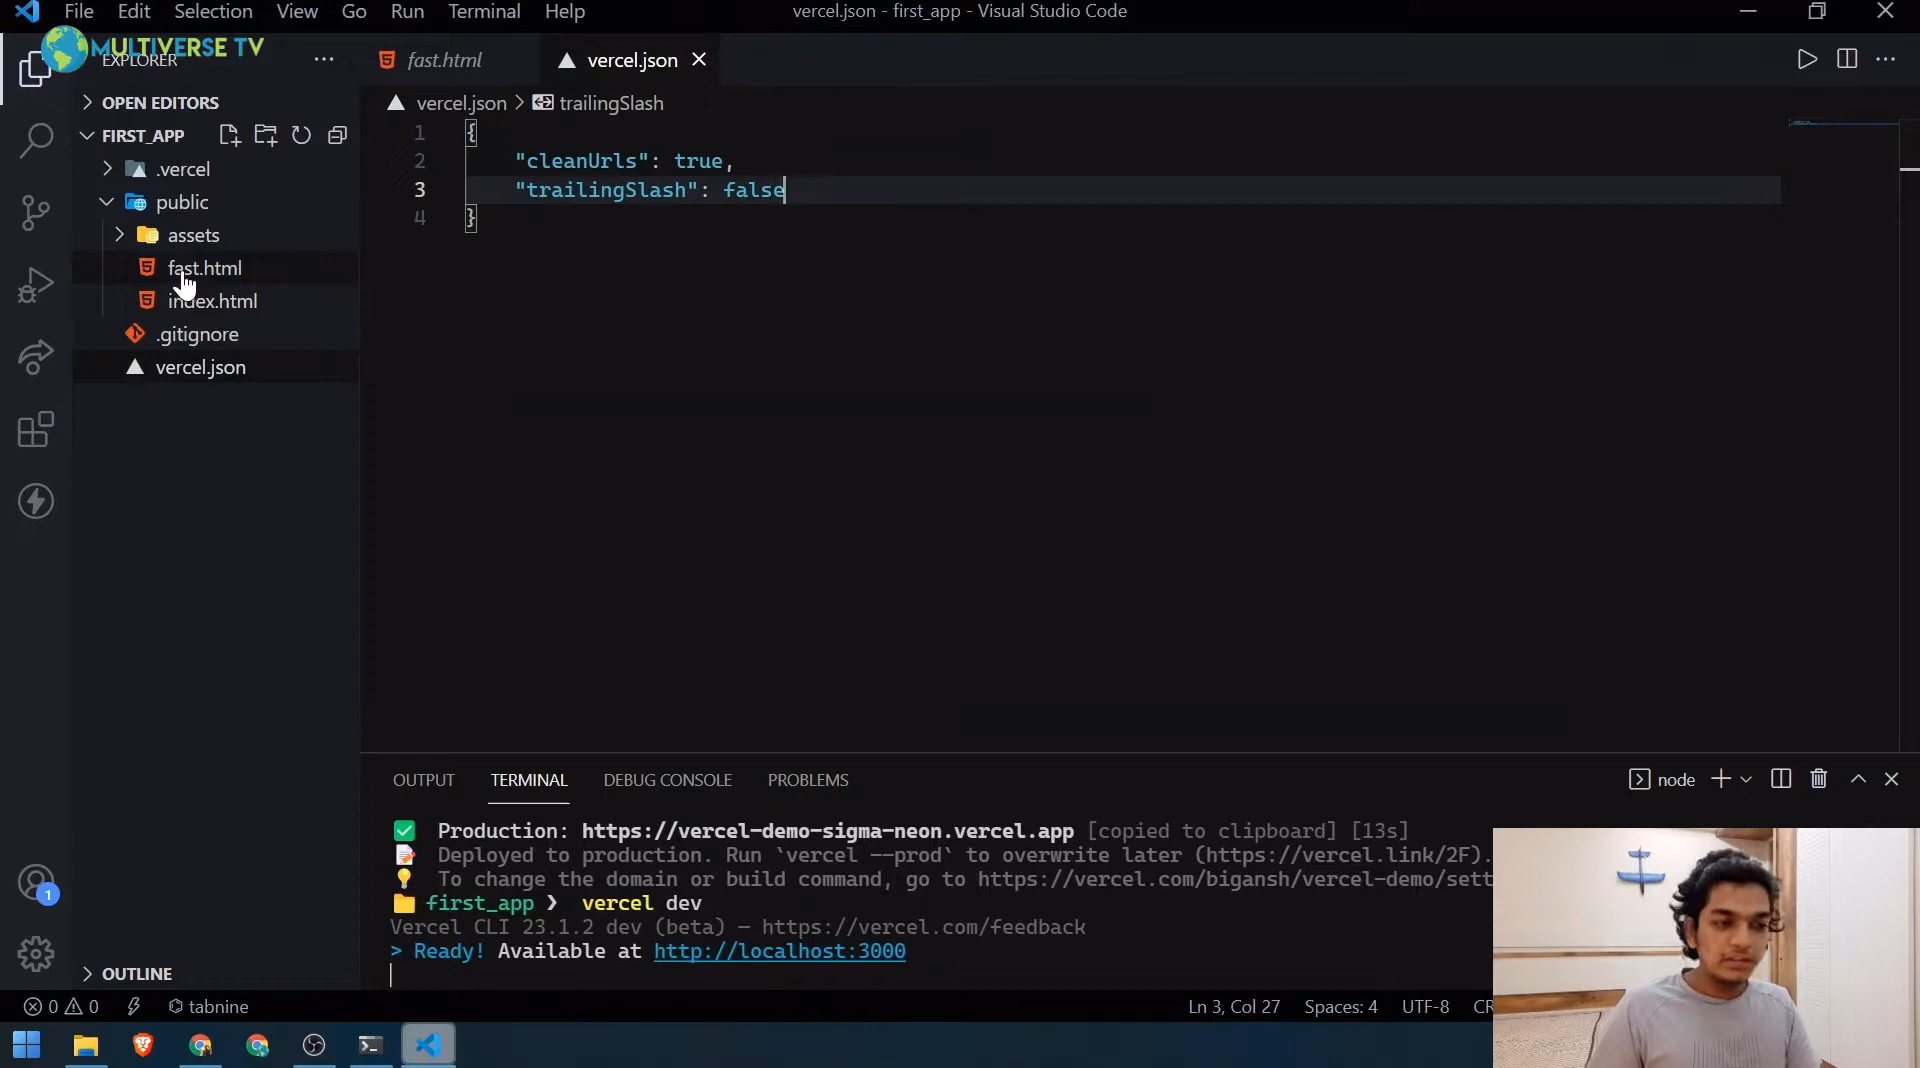 File Edit Selection View Go Run Terminal Help
vercel.json - first_app - Visual Studio Code
MULTIVERSE TV
EXPLORER
fast.html
vercel.json
OPEN EDITORS
vercel.json > trailingSlash
FIRST_APP
1 {
2 "cleanUrls": true,
3 "trailingSlash": false
4 }
.vercel
public
assets
fast.html
index.html
.gitignore
vercel.json
OUTPUT TERMINAL DEBUG CONSOLE PROBLEMS
node
Production: https://vercel-demo-sigma-neon.vercel.app [copied to clipboard] [13s]
Deployed to production. Run `vercel --prod` to overwrite later (https://vercel.link/2F).
To change the domain or build command, go to https://vercel.com/bigansh/vercel-demo/sett
first_app ❯ vercel dev
Vercel CLI 23.1.2 dev (beta) — https://vercel.com/feedback
> Ready! Available at http://localhost:3000
OUTLINE
1
0 0 tabnine
Ln 3, Col 27 Spaces: 4 UTF-8 CR